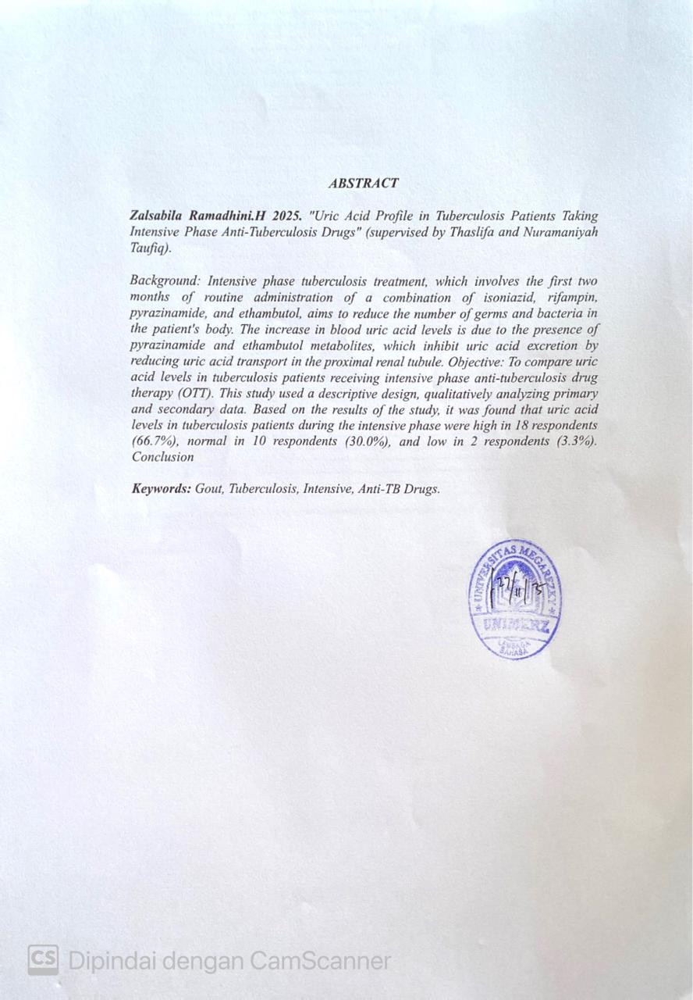 ABSTRACT
Zalsabila Ramadhini.H 2025. "Uric Acid Profile in Tuberculosis Patients Taking
Intensive Phase Anti-Tuberculosis Drugs" (supervised by Thaslifa and Nuramaniyah
Taufiq).
Background: Intensive phase tuberculosis treatment, which involves the first two
months of routine administration of a combination of isoniazid, rifampin,
pyrazinamide, and ethambutol, aims to reduce the number of germs and bacteria in
the patient's body. The increase in blood uric acid levels is due to the presence of
pyrazinamide and ethambutol metabolites, which inhibit uric acid excretion by
reducing uric acid transport in the proximal renal tubule. Objective: To compare uric
acid levels in tuberculosis patients receiving intensive phase anti-tuberculosis drug
therapy (OTT). This study used a descriptive design, qualitatively analyzing primary
and secondary data. Based on the results of the study, it was found that uric acid
levels in tuberculosis patients during the intensive phase were high in 18 respondents
(66.7%), normal in 10 respondents (30.0%), and low in 2 respondents (3.3%).
Conclusion
Keywords: Gout, Tuberculosis, Intensive, Anti-TB Drugs.
UNIVERSITAS MEGAREZKY
27/11/25
UNIMERZ
LEMBAGA
BAHASA
CS Dipindai dengan CamScanner